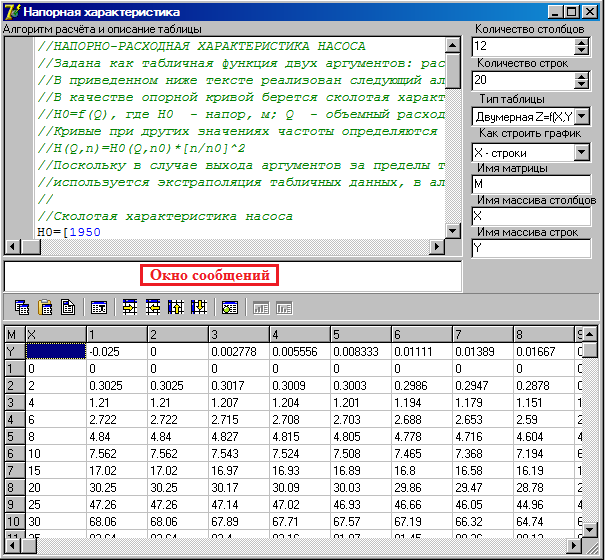 Напорная характеристика
Алгоритм расчёта и описание таблицы
//НАПОРНО-РАСХОДНАЯ ХАРАКТЕРИСТИКА НАСОСА
//Задана как табличная функция двух аргументов: рас
//В приведенном ниже тексте реализован следующий ал
//В качестве опорной кривой берется сколотая характ
//H0=f(Q), где H0 - напор, м; Q - объемный расход
//Кривые при других значениях частоты определяются
//H(Q,n)=H0(Q,n0)*[n/n0]^2
//Поскольку в случае выхода аргументов за пределы т
//используется экстраполяция табличных данных, в ал
//
//Сколотая характеристика насоса
H0=[1950
Количество столбцов
12
Количество строк
20
Тип таблицы
Двумерная Z=f(X,Y
Как строить график
X - строки
Имя матрицы
M
Имя массива столбцов
X
Имя массива строк
Y
Окно сообщений
M X 1 2 3 4 5 6 7 8 9
Y -0.025 0 0.002778 0.005556 0.008333 0.01111 0.01389 0.01667
1 0 0 0 0 0 0 0 0 0
2 2 0.3025 0.3025 0.3017 0.3009 0.3003 0.2986 0.2947 0.2878
3 4 1.21 1.21 1.207 1.204 1.201 1.194 1.179 1.151
4 6 2.722 2.722 2.715 2.708 2.703 2.688 2.653 2.59
5 8 4.84 4.84 4.827 4.815 4.805 4.778 4.716 4.604
6 10 7.562 7.562 7.543 7.524 7.508 7.465 7.368 7.194
7 15 17.02 17.02 16.97 16.93 16.89 16.8 16.58 16.19
8 20 30.25 30.25 30.17 30.09 30.03 29.86 29.47 28.78
9 25 47.26 47.26 47.14 47.02 46.93 46.66 46.05 44.96
10 30 68.06 68.06 67.89 67.71 67.57 67.19 66.32 64.74